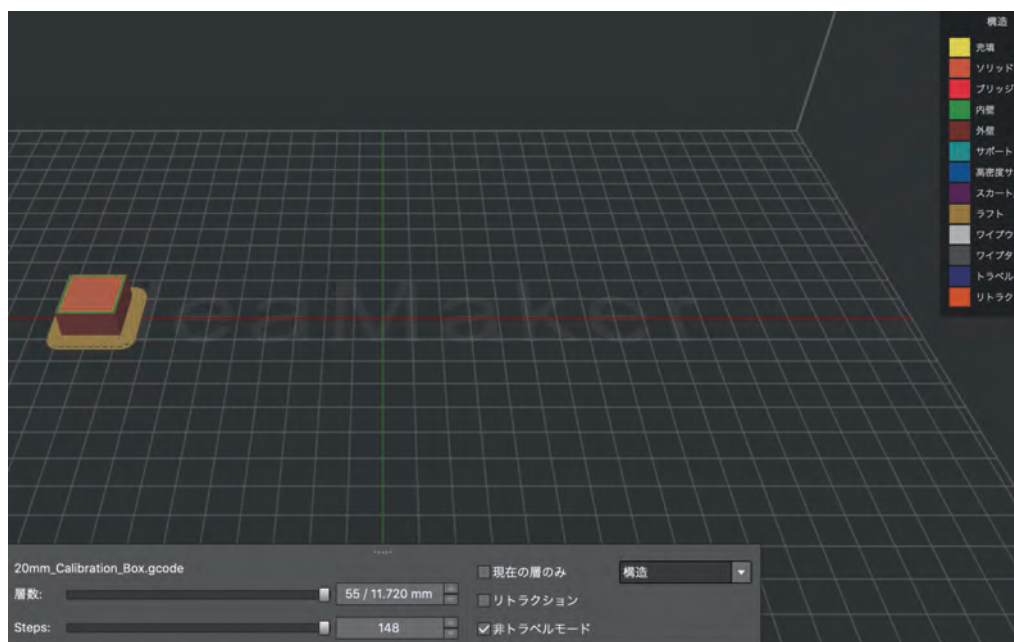 構造
充填
ソリッド
ブリッジ
内壁
外壁
サポート
高密度サ
スカート
ラフト
ワイプウ
ワイプタ
トラベル
リトラク
eaMaker
20mm_Calibration_Box.gcode
現在の層のみ
構造
層数:
55 / 11.720 mm
リトラクション
Steps:
148
非トラベルモード